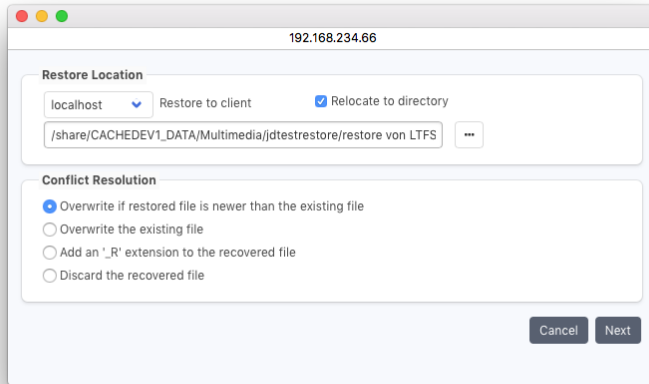 192.168.234.66
Restore Location
localhost Restore to client Relocate to directory
/share/CACHEDEV1_DATA/Multimedia/jdtestrestore/restore von LTFS ...
Conflict Resolution
Overwrite if restored file is newer than the existing file
Overwrite the existing file
Add an '_R' extension to the recovered file
Discard the recovered file
Cancel Next